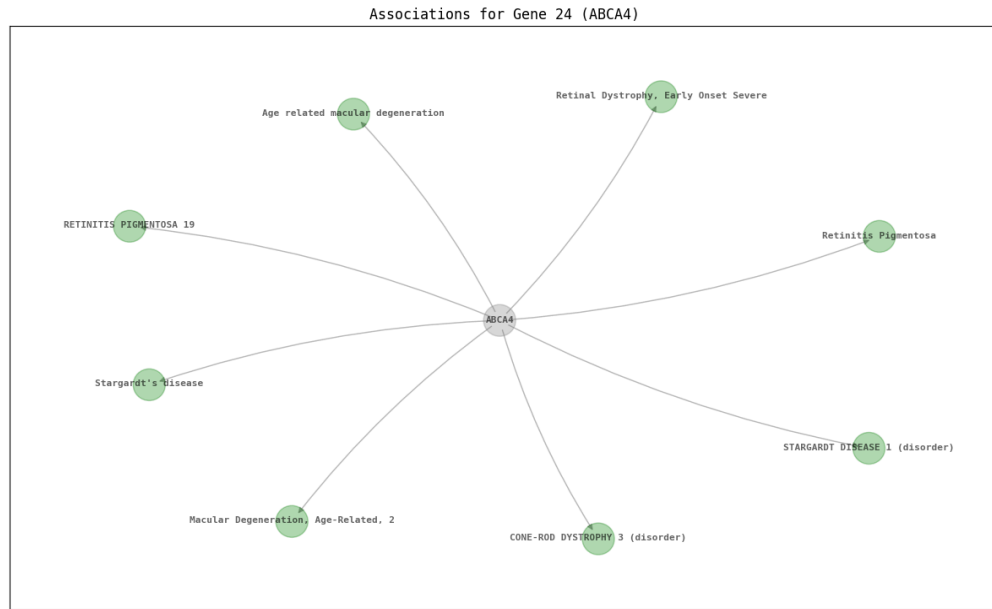 Associations for Gene 24 (ABCA4)
Retinal Dystrophy, Early Onset Severe
Age related macular degeneration
RETINITIS PIGMENTOSA 19
Retinitis Pigmentosa
ABCA4
Stargardt's disease
STARGARDT DISEASE 1 (disorder)
Macular Degeneration, Age-Related, 2
CONE-ROD DYSTROPHY 3 (disorder)